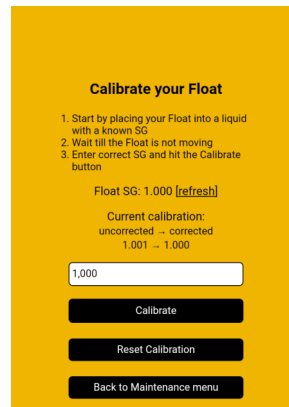 Calibrate your Float
1. Start by placing your Float into a liquid
with a known SG
2. Wait till the Float is not moving
3. Enter correct SG and hit the Calibrate
button
Float SG: 1.000 [refresh]
Current calibration:
uncorrected → corrected
1.001 → 1.000
1,000
Calibrate
Reset Calibration
Back to Maintenance menu